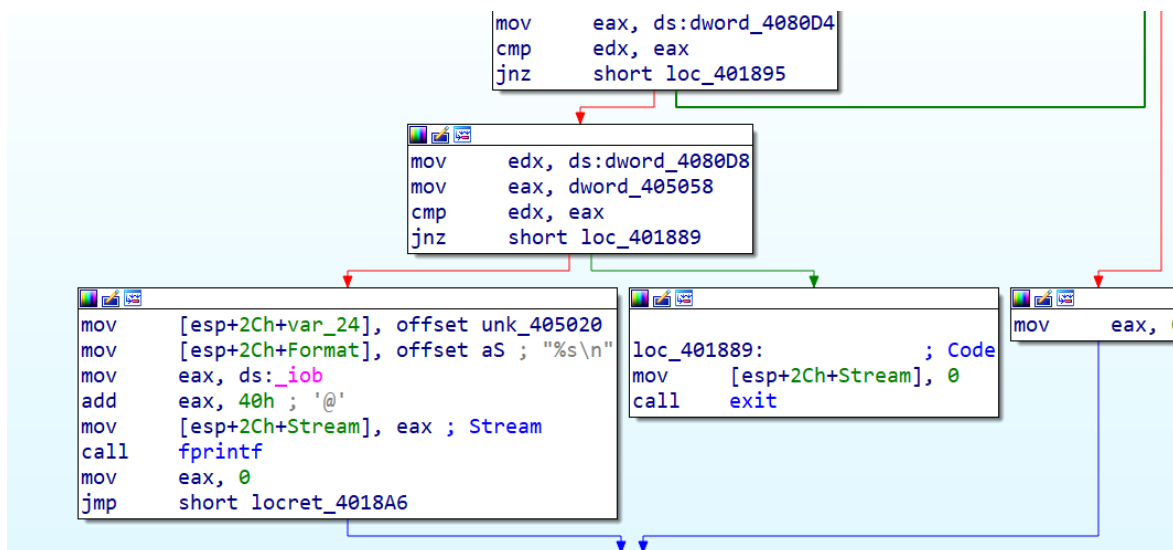 mov eax, ds:dword_4080D4
cmp edx, eax
jnz short loc_401895
mov edx, ds:dword_4080D8
mov eax, dword_405058
cmp edx, eax
jnz short loc_401889
mov [esp+2Ch+var_24], offset unk_405020
mov [esp+2Ch+Format], offset aS ; "%s\n"
mov eax, ds:_iob
add eax, 40h ; '@'
mov [esp+2Ch+Stream], eax ; Stream
call fprintf
mov eax, 0
jmp short locret_4018A6
loc_401889: ; Code
mov [esp+2Ch+Stream], 0
call exit
mov eax,